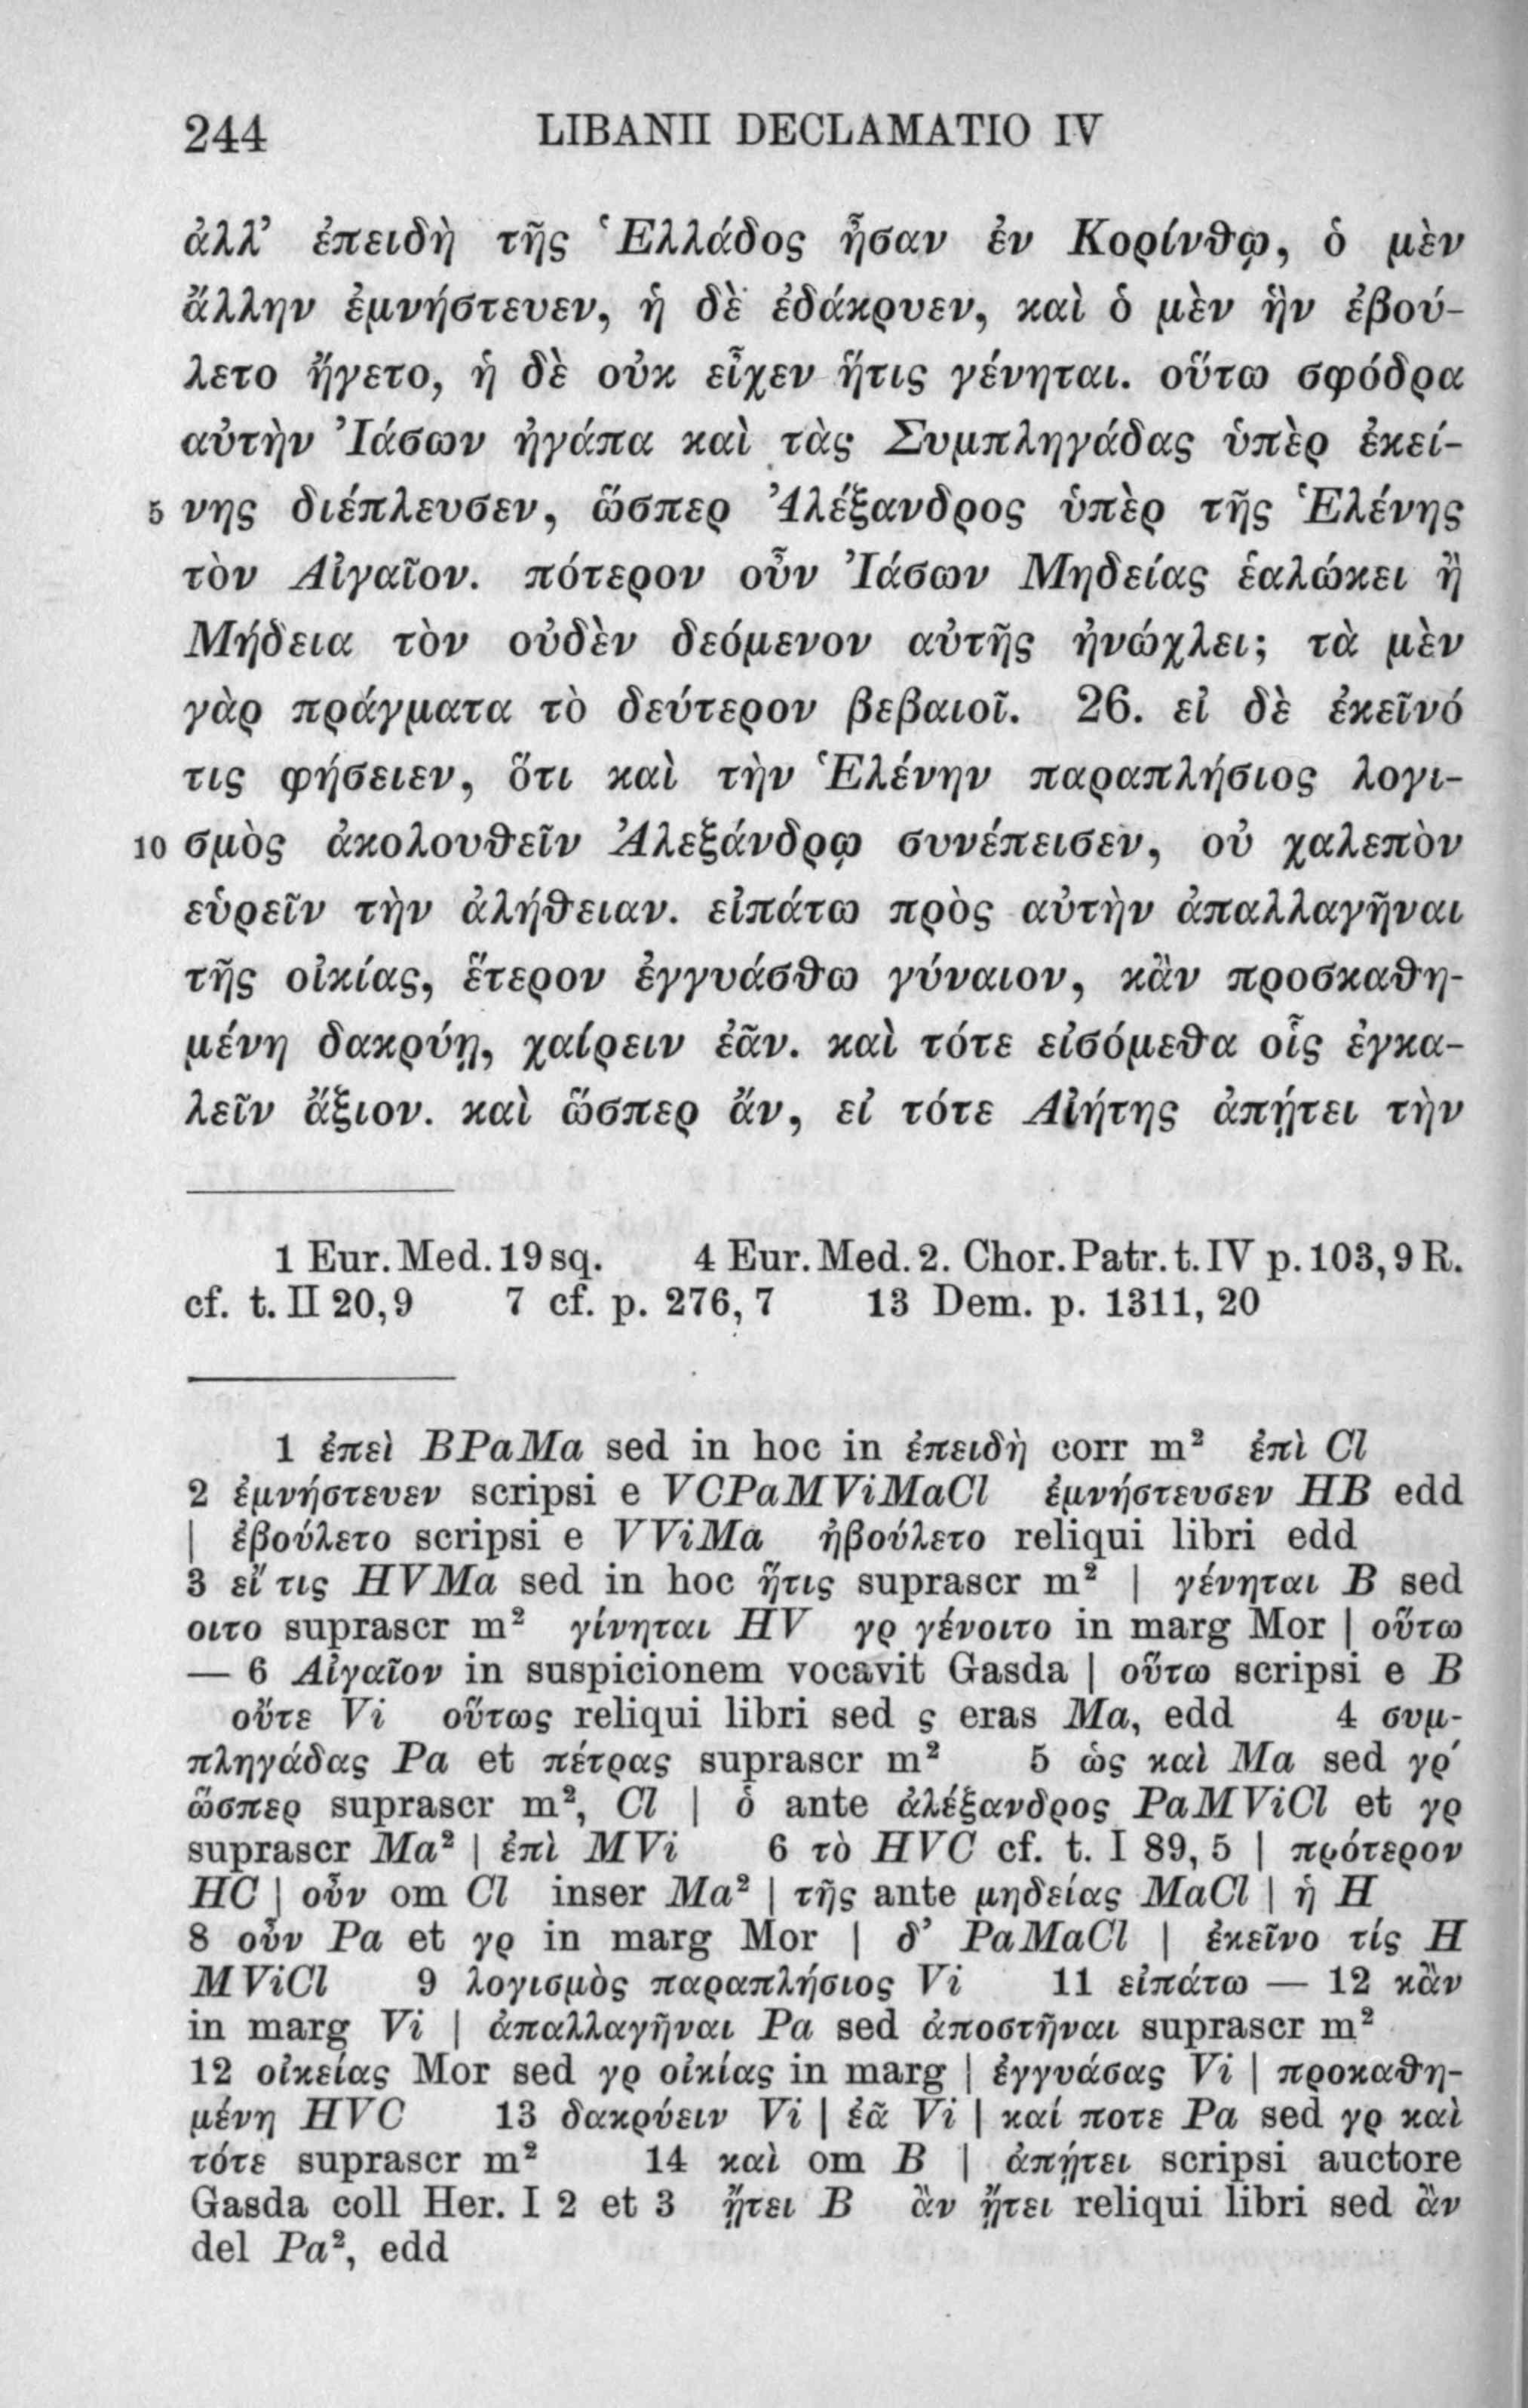 244 LIBANII DECLAMATIO IV
ἀλλ’ ἐπειδὴ τῆς Ἑλλάδος ἦσαν ἐν Κορίνθῳ, ὁ μὲν
ἄλλην ἐμνήστευεν, ἡ δὲ ἐδάκρυεν, καὶ ὁ μὲν ἣν ἐβού-
λετο ἤγετο, ἡ δὲ οὐκ εἶχεν ἥτις γένηται. οὕτω σφόδρα
αὐτὴν Ἰάσων ἠγάπα καὶ τὰς Συμπληγάδας ὑπὲρ ἐκεί-
5 νης διέπλευσεν, ὥσπερ Ἀλέξανδρος ὑπὲρ τῆς Ἑλένης
τὸν Αἰγαῖον. πότερον οὖν Ἰάσων Μηδείας ἑαλώκει ἢ
Μήδεια τὸν οὐδὲν δεόμενον αὐτῆς ἠνώχλει; τὰ μὲν
γὰρ πράγματα τὸ δεύτερον βεβαιοῖ. 26. εἰ δὲ ἐκεῖνό
τις φήσειεν, ὅτι καὶ τὴν Ἑλένην παραπλήσιος λογι-
10 σμὸς ἀκολουθεῖν Ἀλεξάνδρῳ συνέπεισεν, οὐ χαλεπὸν
εὑρεῖν τὴν ἀλήθειαν. εἰπάτω πρὸς αὐτὴν ἀπαλλαγῆναι
τῆς οἰκίας, ἕτερον ἐγγυάσθω γύναιον, κἂν προσκαθη-
μένη δακρύῃ, χαίρειν ἐᾶν. καὶ τότε εἰσόμεθα οἷς ἐγκα-
λεῖν ἄξιον. καὶ ὥσπερ ἄν, εἰ τότε Αἰήτης ἀπῄτει τὴν
1 Eur. Med. 19 sq. 4 Eur. Med. 2. Chor. Patr. t. IV p. 103, 9 R.
cf. t. II 20, 9 7 cf. p. 276, 7 13 Dem. p. 1311, 20
1 ἐπεὶ BPaMa sed in hoc in ἐπειδὴ corr m² ἐπὶ Cl
2 ἐμνήστευεν scripsi e VCPaMViMaCl ἐμνήστευσεν HB edd
| ἐβούλετο scripsi e VViMa ἠβούλετο reliqui libri edd
3 εἴ τις HVMa sed in hoc ἥτις suprascr m² | γένηται B sed
οιτο suprascr m² γίνηται HV γρ γένοιτο in marg Mor | οὕτω
— 6 Αἰγαῖον in suspicionem vocavit Gasda | οὕτω scripsi e B
οὔτε Vi οὕτως reliqui libri sed ς eras Ma, edd 4 συμ-
πληγάδας Pa et πέτρας suprascr m² 5 ὡς καὶ Ma sed γρ′
ὥσπερ suprascr m², Cl | ὁ ante ἀλέξανδρος PaMViCl et γρ
suprascr Ma² | ἐπὶ MVi 6 τὸ HVC cf. t. I 89, 5 | πρότερον
HC | οὖν om Cl inser Ma² | τῆς ante μηδείας MaCl | ἡ H
8 οὖν Pa et γρ in marg Mor | δ’ PaMaCl | ἐκεῖνο τίς H
MViCl 9 λογισμὸς παραπλήσιος Vi 11 εἰπάτω — 12 κἂν
in marg Vi | ἀπαλλαγῆναι Pa sed ἀποστῆναι suprascr m²
12 οἰκείας Mor sed γρ οἰκίας in marg | ἐγγυάσας Vi | προκαθη-
μένη HVC 13 δακρύειν Vi | ἐᾶ Vi | καί ποτε Pa sed γρ καὶ
τότε suprascr m² 14 καὶ om B | ἀπῄτει scripsi auctore
Gasda coll Her. I 2 et 3 ᾔτει B ἂν ᾔτει reliqui libri sed ἂν
del Pa², edd